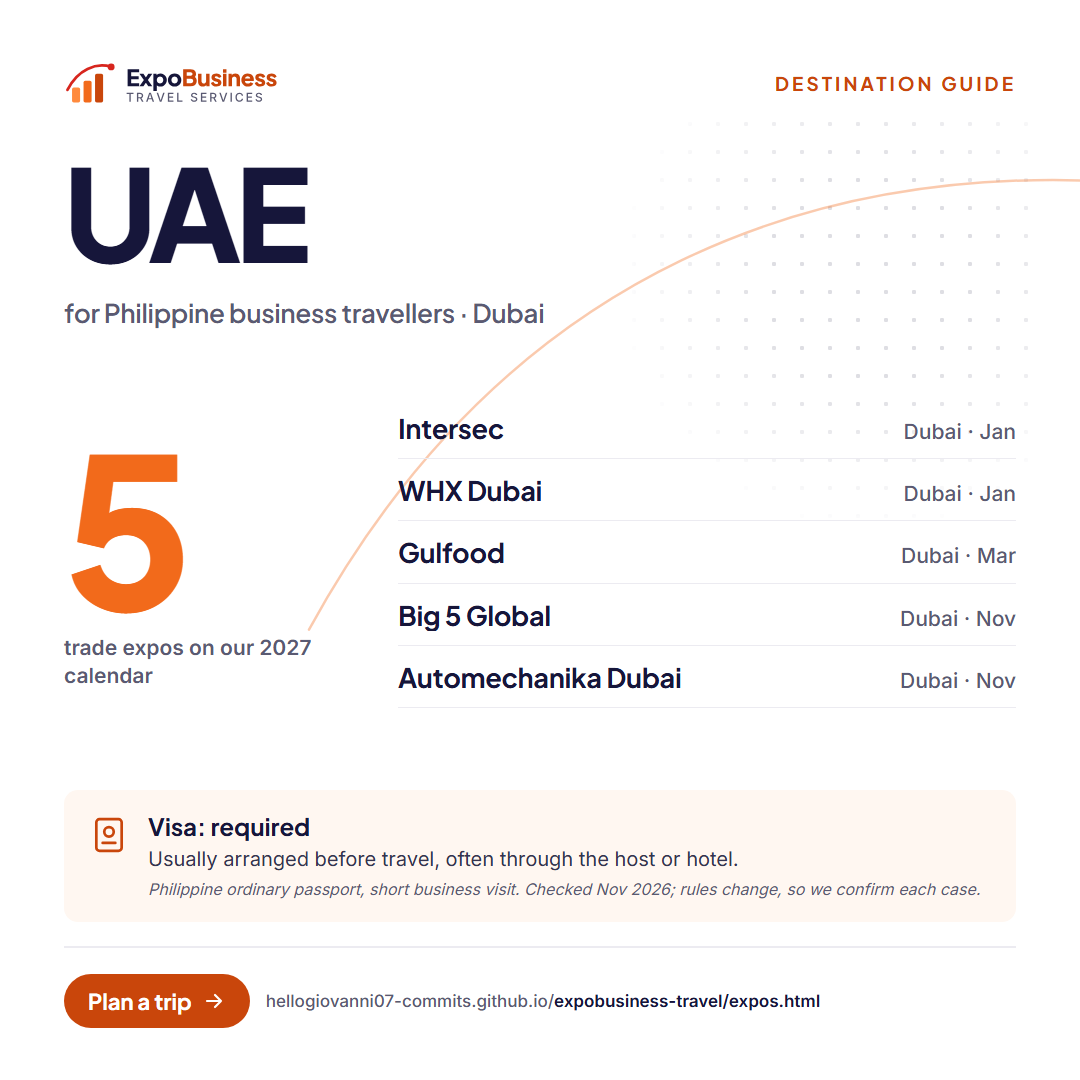 ExpoBusiness
TRAVEL SERVICES
DESTINATION GUIDE
UAE
for Philippine business travellers · Dubai
5
trade expos on our 2027
calendar
Intersec Dubai · Jan
WHX Dubai Dubai · Jan
Gulfood Dubai · Mar
Big 5 Global Dubai · Nov
Automechanika Dubai Dubai · Nov
Visa: required
Usually arranged before travel, often through the host or hotel.
Philippine ordinary passport, short business visit. Checked Nov 2026; rules change, so we confirm each case.
Plan a trip →
hellogiovanni07-commits.github.io/expobusiness-travel/expos.html